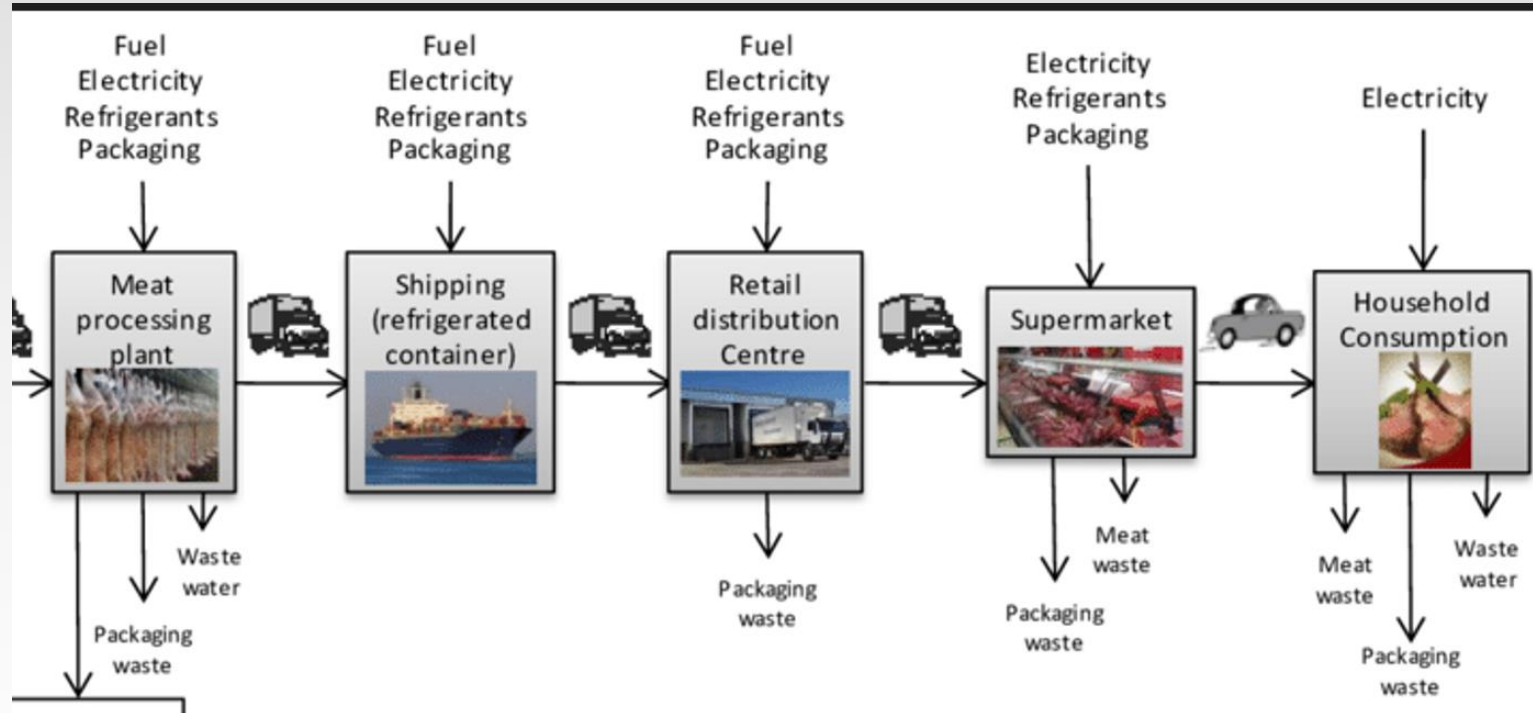 Fuel
Electricity
Refrigerants
Packaging
Fuel
Electricity
Refrigerants
Packaging
Fuel
Electricity
Refrigerants
Packaging
Electricity
Refrigerants
Packaging
Electricity
Meat
processing
plant
Shipping
(refrigerated
container)
Retail
distribution
Centre
Supermarket
Household
Consumption
Waste
water
Packaging
waste
Packaging
waste
Meat
waste
Packaging
waste
Meat
waste
Waste
water
Packaging
waste